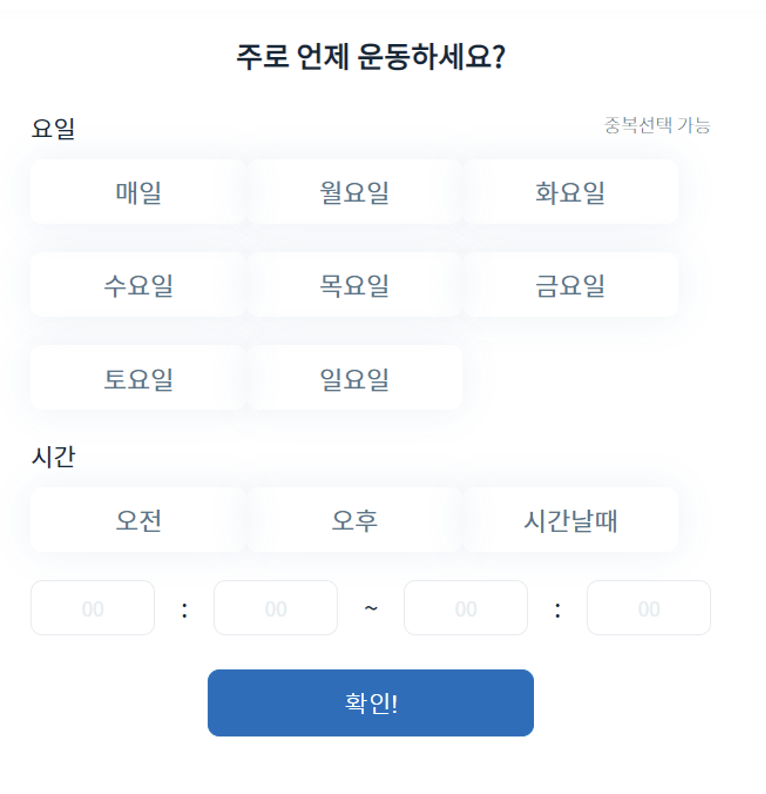 주로 언제 운동하세요?
요일 중복선택 가능
매일 월요일 화요일
수요일 목요일 금요일
토요일 일요일
시간
오전 오후 시간날때
00 : 00 ~ 00 : 00
확인!